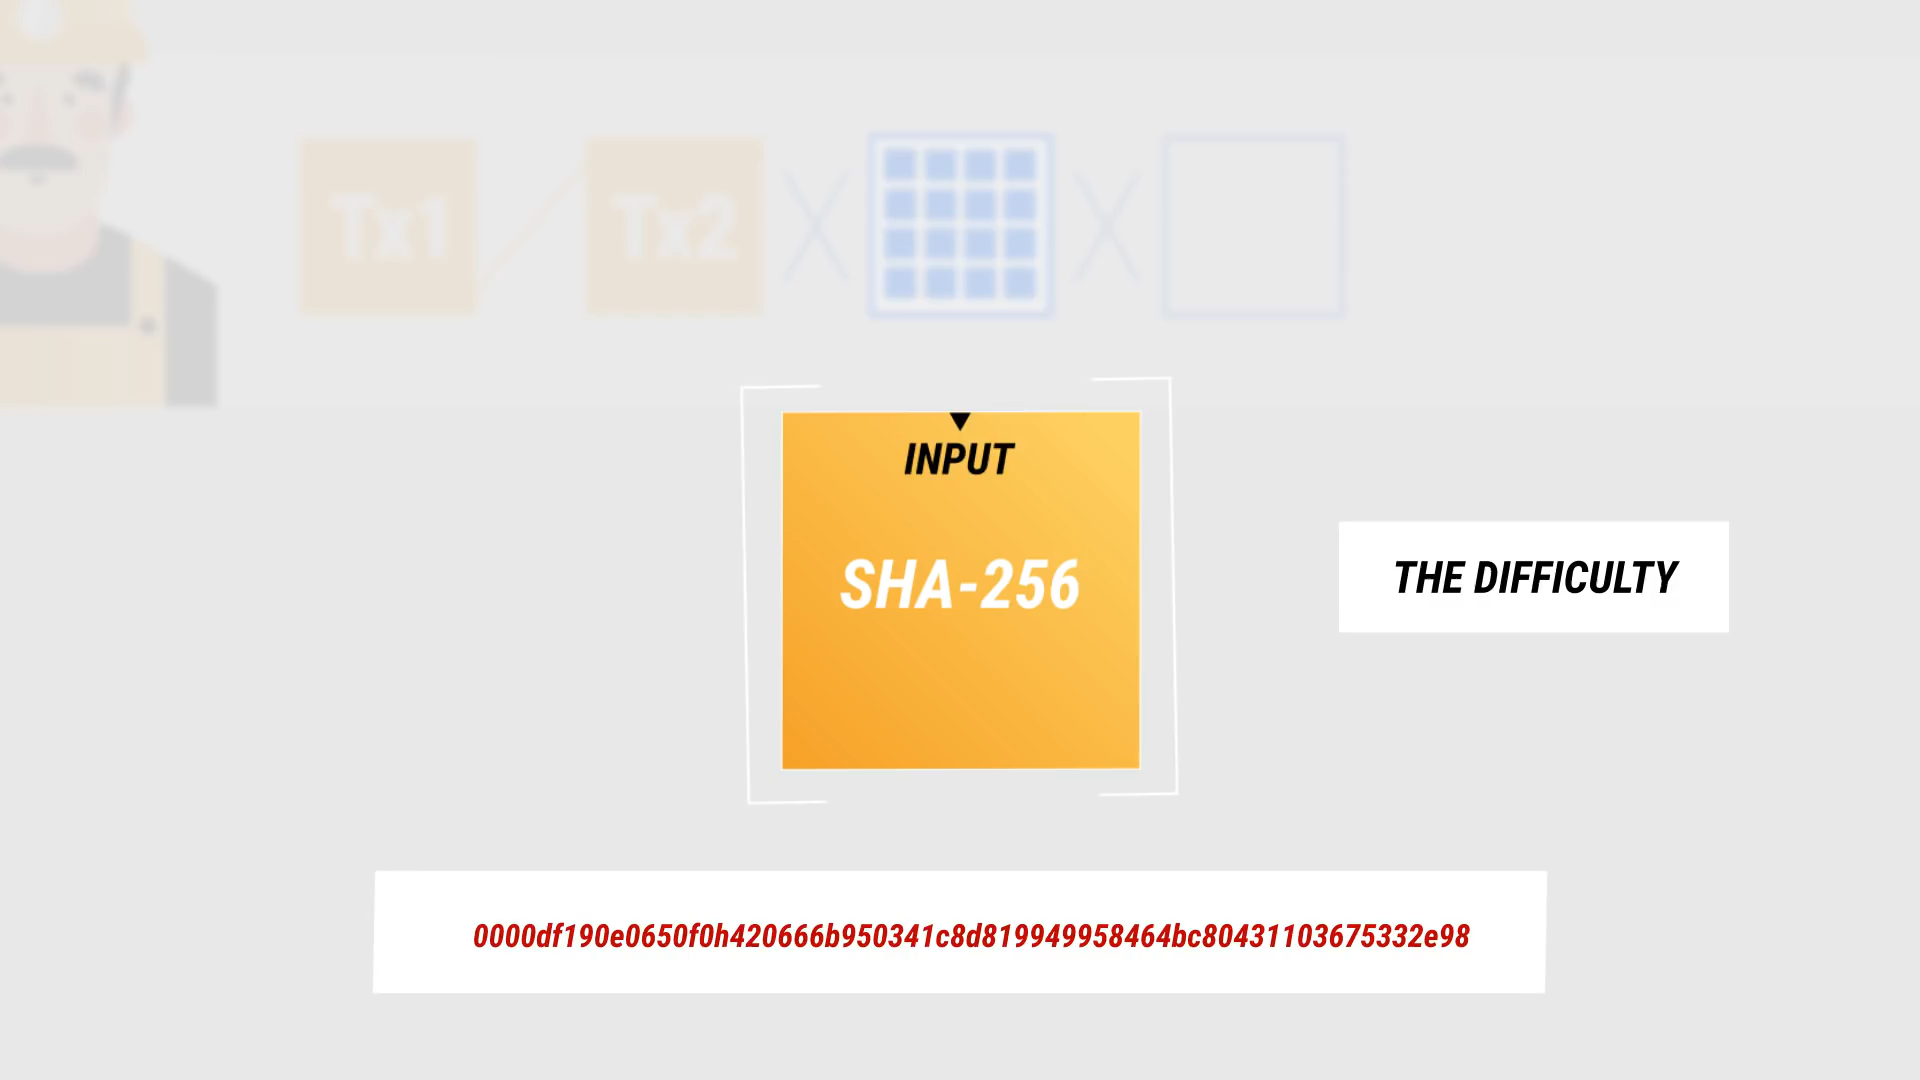 Tx1
Tx2
INPUT
SHA-256
THE DIFFICULTY
0000df190e0650f0h420666b950341c8d819949958464bc80431103675332e98